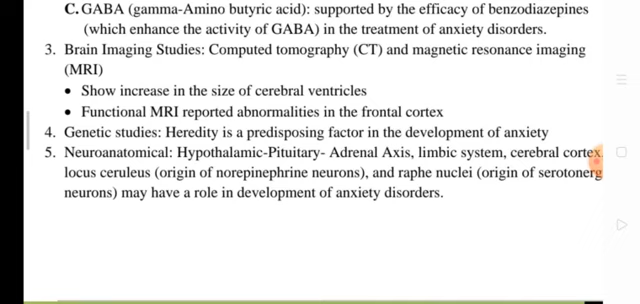 C. GABA (gamma-Amino butyric acid): supported by the efficacy of benzodiazepines
(which enhance the activity of GABA) in the treatment of anxiety disorders.
3. Brain Imaging Studies: Computed tomography (CT) and magnetic resonance imaging
(MRI)
• Show increase in the size of cerebral ventricles
• Functional MRI reported abnormalities in the frontal cortex
4. Genetic studies: Heredity is a predisposing factor in the development of anxiety
5. Neuroanatomical: Hypothalamic-Pituitary- Adrenal Axis, limbic system, cerebral cortex
locus ceruleus (origin of norepinephrine neurons), and raphe nuclei (origin of serotonerg
neurons) may have a role in development of anxiety disorders.